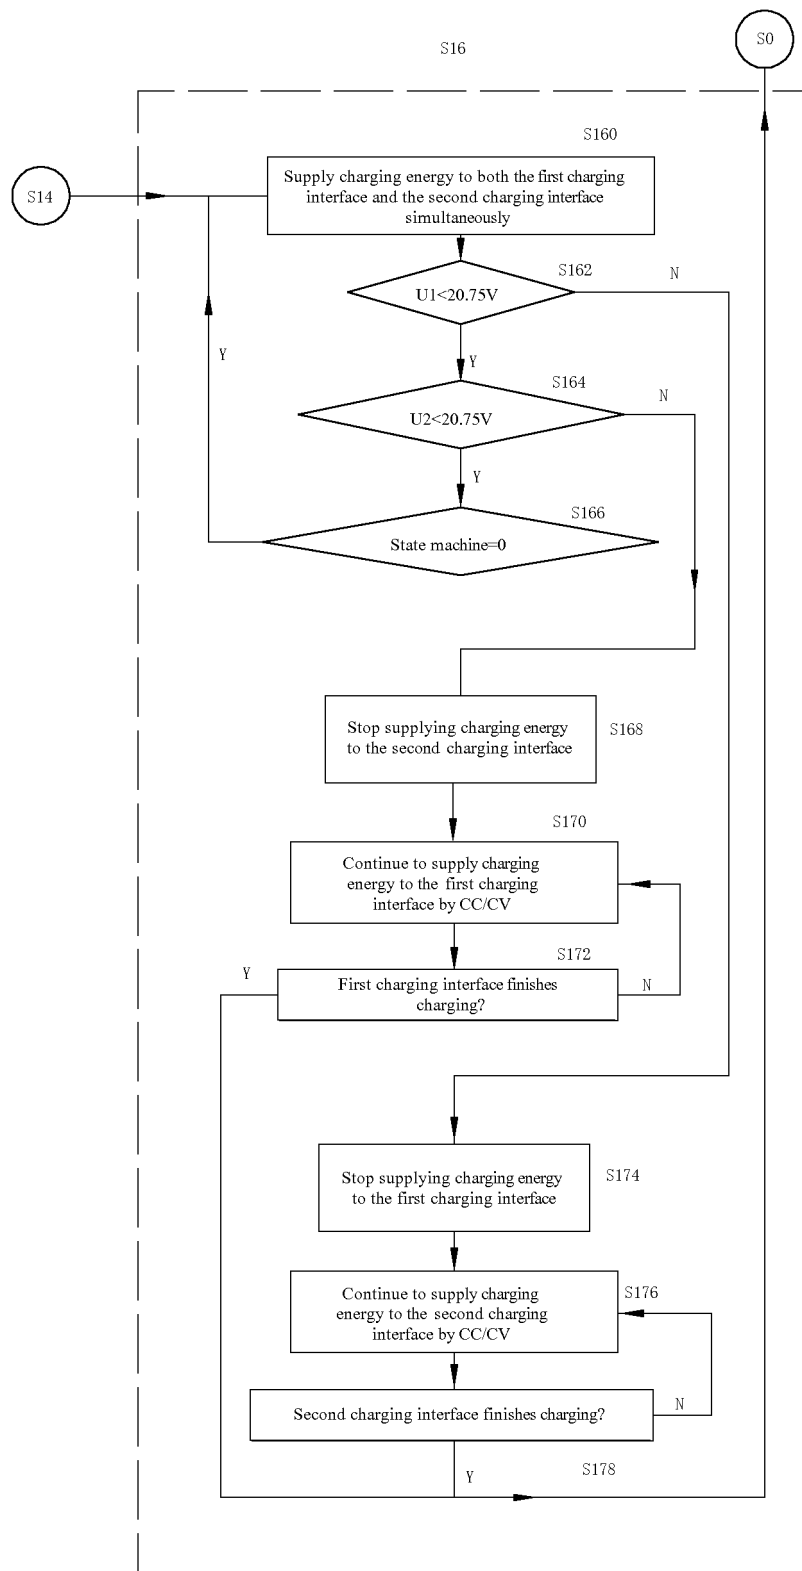 S0
S16
S160
S14
Supply charging energy to both the first charging
interface and the second charging interface
simultaneously
S162
N
U1<20.75V
Y
Y
S164
N
U2<20.75V
Y
S166
State machine=0
Stop supplying charging energy
to the second charging interface
S168
S170
Continue to supply charging
energy to the first charging
interface by CC/CV
S172
Y
First charging interface finishes
charging?
N
Stop supplying charging energy
to the first charging interface
S174
S176
Continue to supply charging
energy to the second charging
interface by CC/CV
N
Second charging interface finishes charging?
Y
S178